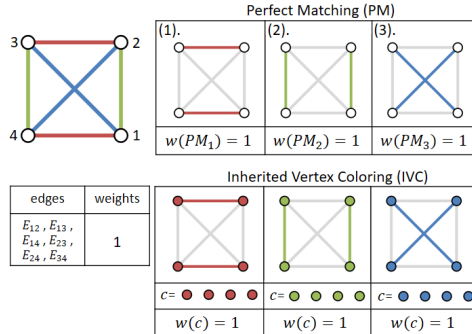 Perfect Matching (PM)
3
2
4
1
(1).
(2).
(3).
w(PM₁) = 1
w(PM₂) = 1
w(PM₃) = 1
Inherited Vertex Coloring (IVC)
edges
weights
E₁₂ , E₁₃ ,
E₁₄ , E₂₃ ,
E₂₄ , E₃₄
1
c=
c=
c=
w(c) = 1
w(c) = 1
w(c) = 1